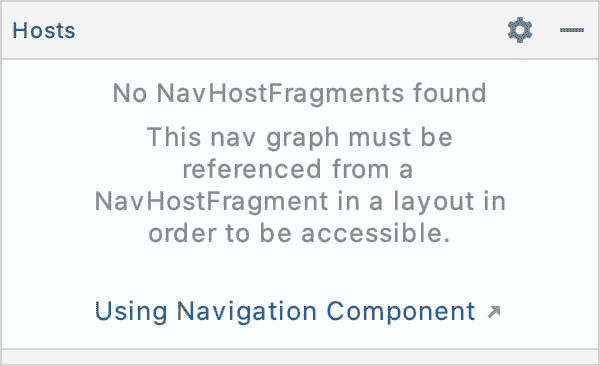 Hosts
No NavHostFragments found
This nav graph must be
referenced from a
NavHostFragment in a layout in
order to be accessible.
Using Navigation Component